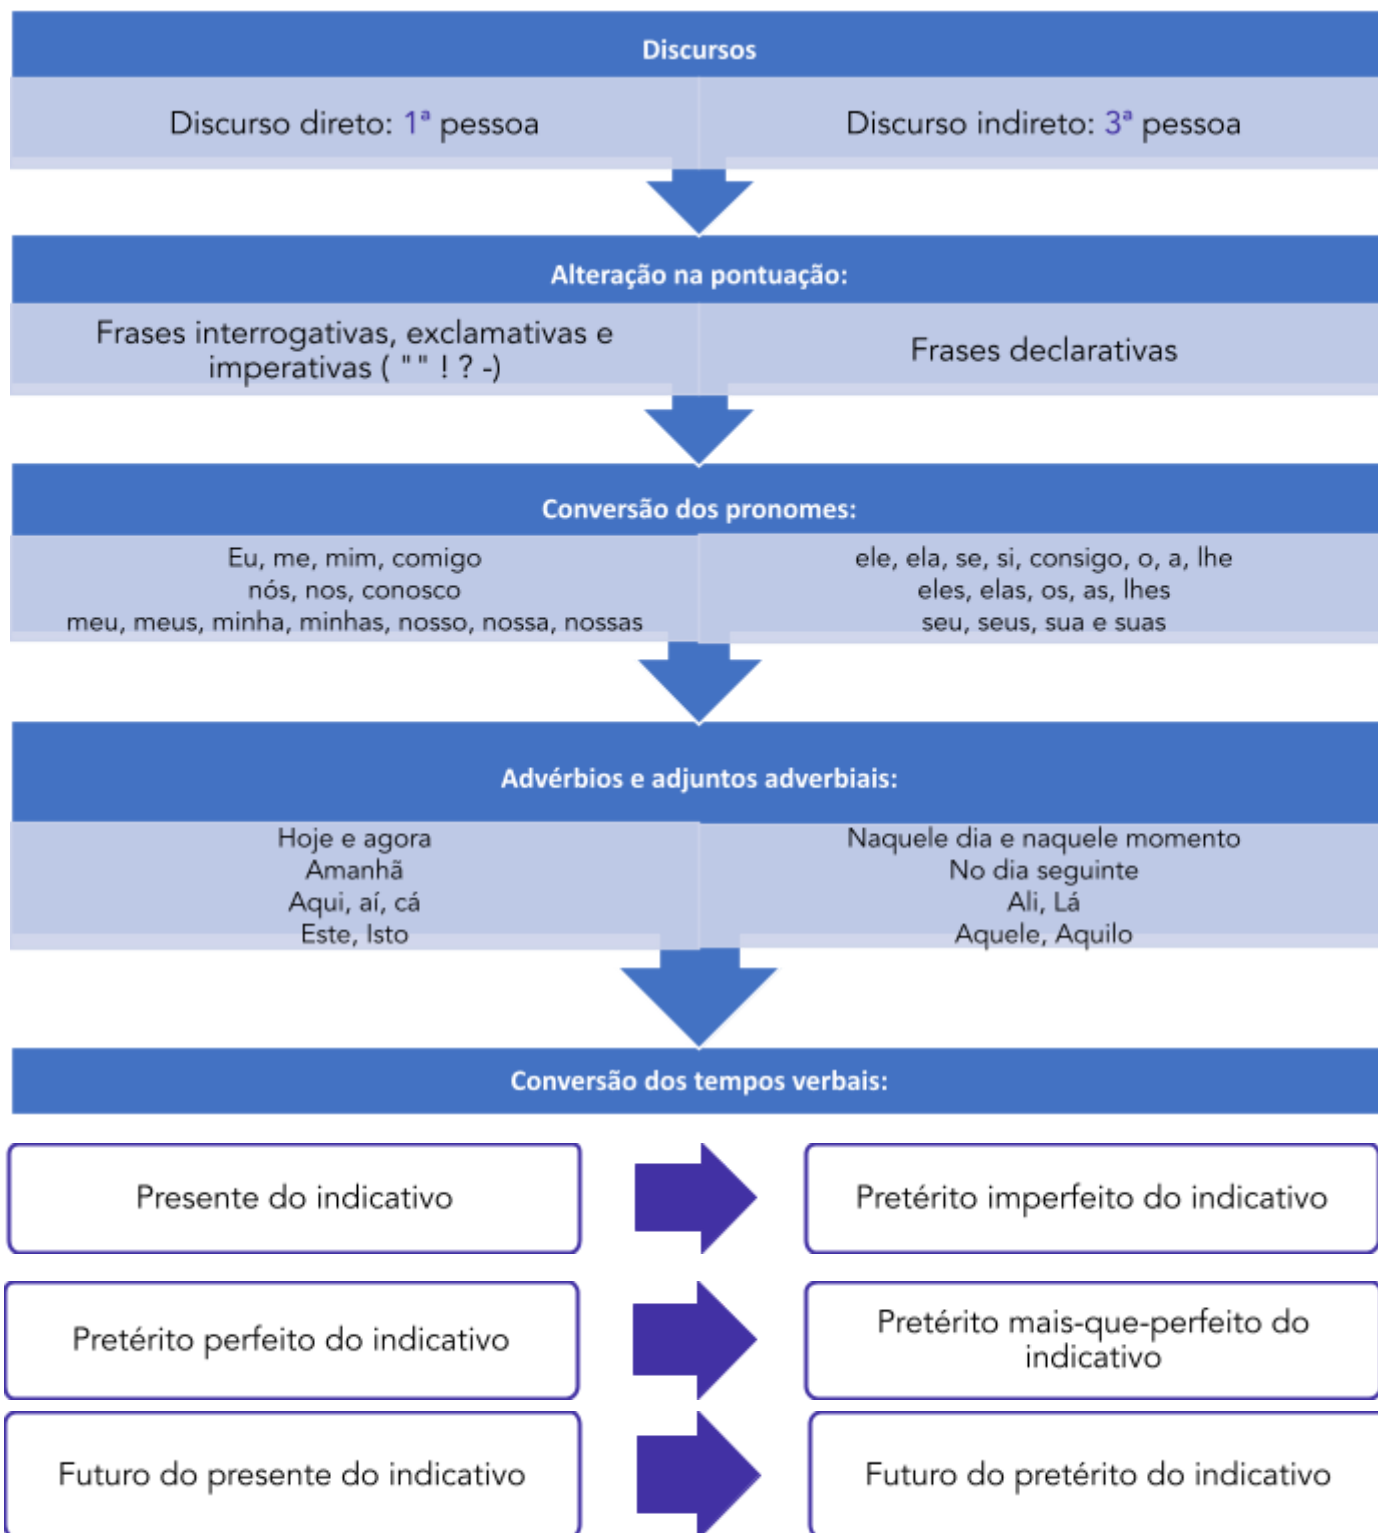 Discursos
Discurso direto: 1ª pessoa
Discurso indireto: 3ª pessoa
Alteração na pontuação:
Frases interrogativas, exclamativas e
imperativas ( " " ! ? -)
Frases declarativas
Conversão dos pronomes:
Eu, me, mim, comigo
nós, nos, conosco
meu, meus, minha, minhas, nosso, nossa, nossas
ele, ela, se, si, consigo, o, a, lhe
eles, elas, os, as, lhes
seu, seus, sua e suas
Advérbios e adjuntos adverbiais:
Hoje e agora
Amanhã
Aqui, aí, cá
Este, Isto
Naquele dia e naquele momento
No dia seguinte
Ali, Lá
Aquele, Aquilo
Conversão dos tempos verbais:
Presente do indicativo
Pretérito imperfeito do indicativo
Pretérito perfeito do indicativo
Pretérito mais-que-perfeito do
indicativo
Futuro do presente do indicativo
Futuro do pretérito do indicativo